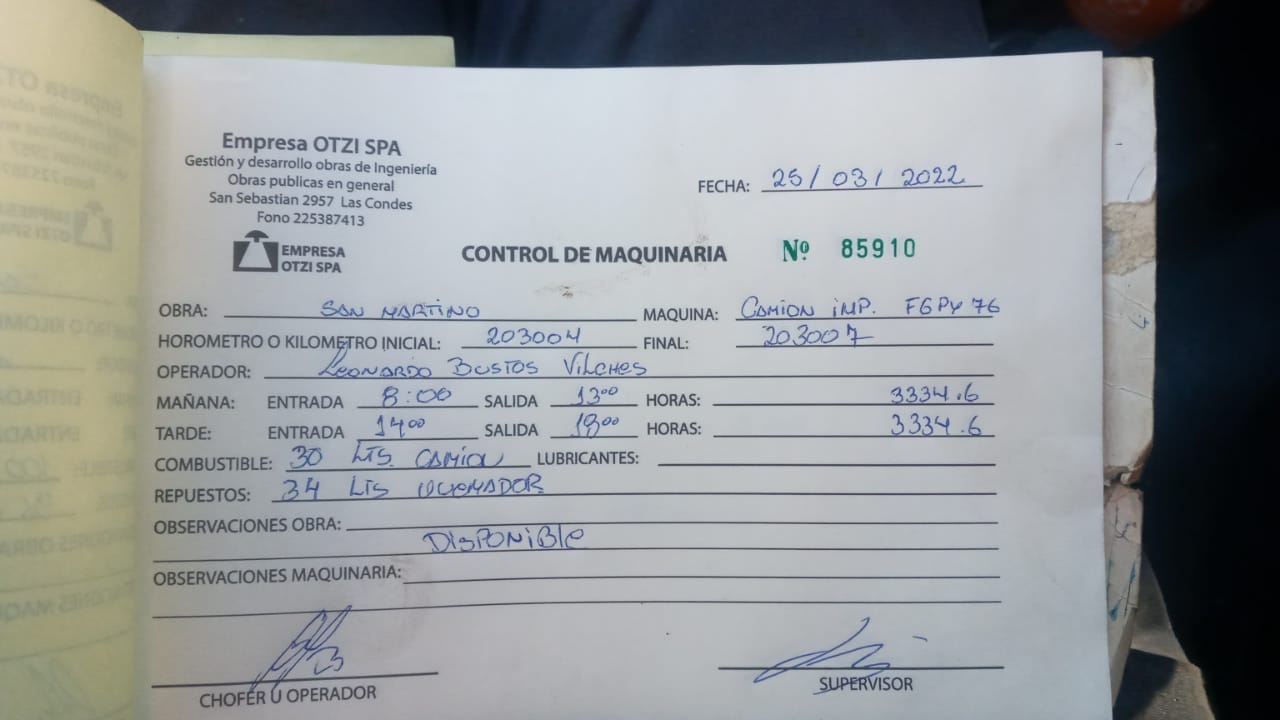 Empresa OTZI SPA
Gestión y desarrollo obras de Ingeniería
Obras publicas en general
San Sebastian 2957 Las Condes
Fono 225387413
EMPRESA
OTZI SPA
FECHA: 25/03/2022
CONTROL DE MAQUINARIA Nº 85910
OBRA: SAN MARTINO MAQUINA: CAMION IMP. FGPY 76
HOROMETRO O KILOMETRO INICIAL: 203004 FINAL: 203007
OPERADOR: LEONARDO BUSTOS VILCHES
MAÑANA: ENTRADA 8:00 SALIDA 13:00 HORAS: 3334.6
TARDE: ENTRADA 14:00 SALIDA 18:00 HORAS: 3334.6
COMBUSTIBLE: 30 LTS. CAMION LUBRICANTES:
REPUESTOS: 34 LTS QUEMADOR
OBSERVACIONES OBRA:
DISPONIBLE
OBSERVACIONES MAQUINARIA:
CHOFER U OPERADOR SUPERVISOR